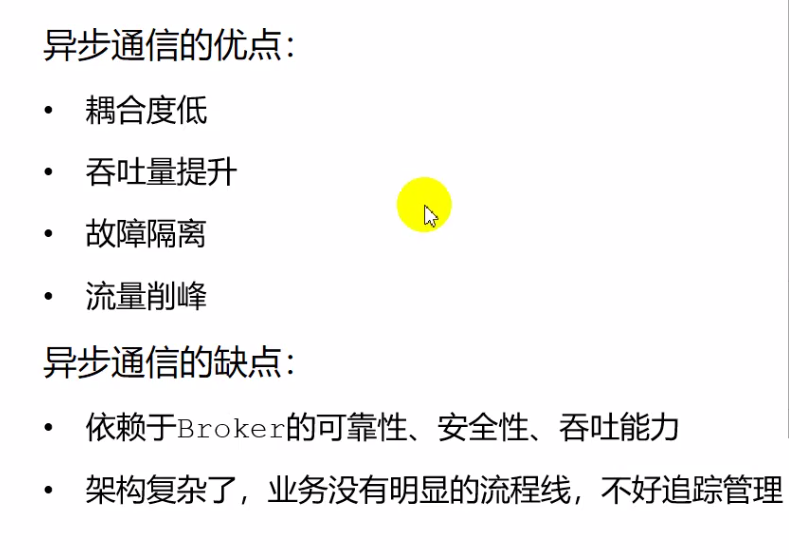 异步通信的优点：
• 耦合度低
• 吞吐量提升
• 故障隔离
• 流量削峰
异步通信的缺点：
• 依赖于Broker的可靠性、安全性、吞吐能力
• 架构复杂了，业务没有明显的流程线，不好追踪管理